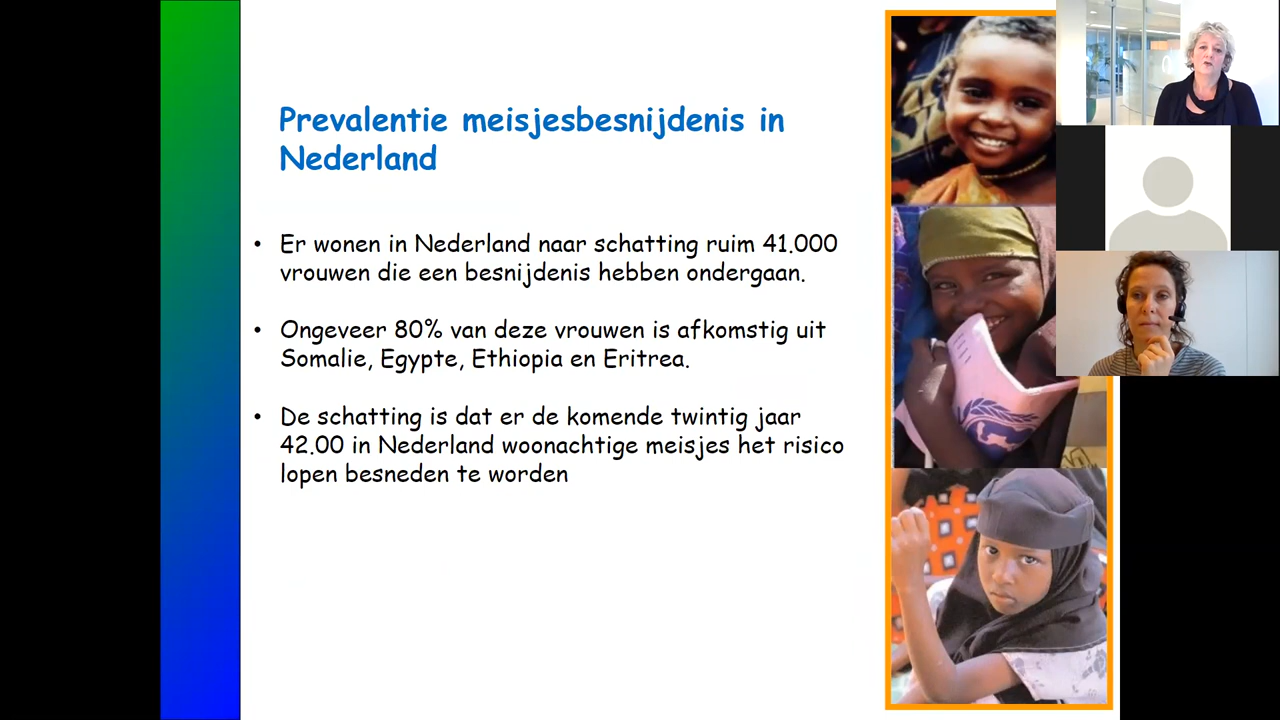 Prevalentie meisjesbesnijdenis in
Nederland
• Er wonen in Nederland naar schatting ruim 41.000
vrouwen die een besnijdenis hebben ondergaan.
• Ongeveer 80% van deze vrouwen is afkomstig uit
Somalie, Egypte, Ethiopia en Eritrea.
• De schatting is dat er de komende twintig jaar
42.00 in Nederland woonachtige meisjes het risico
lopen besneden te worden